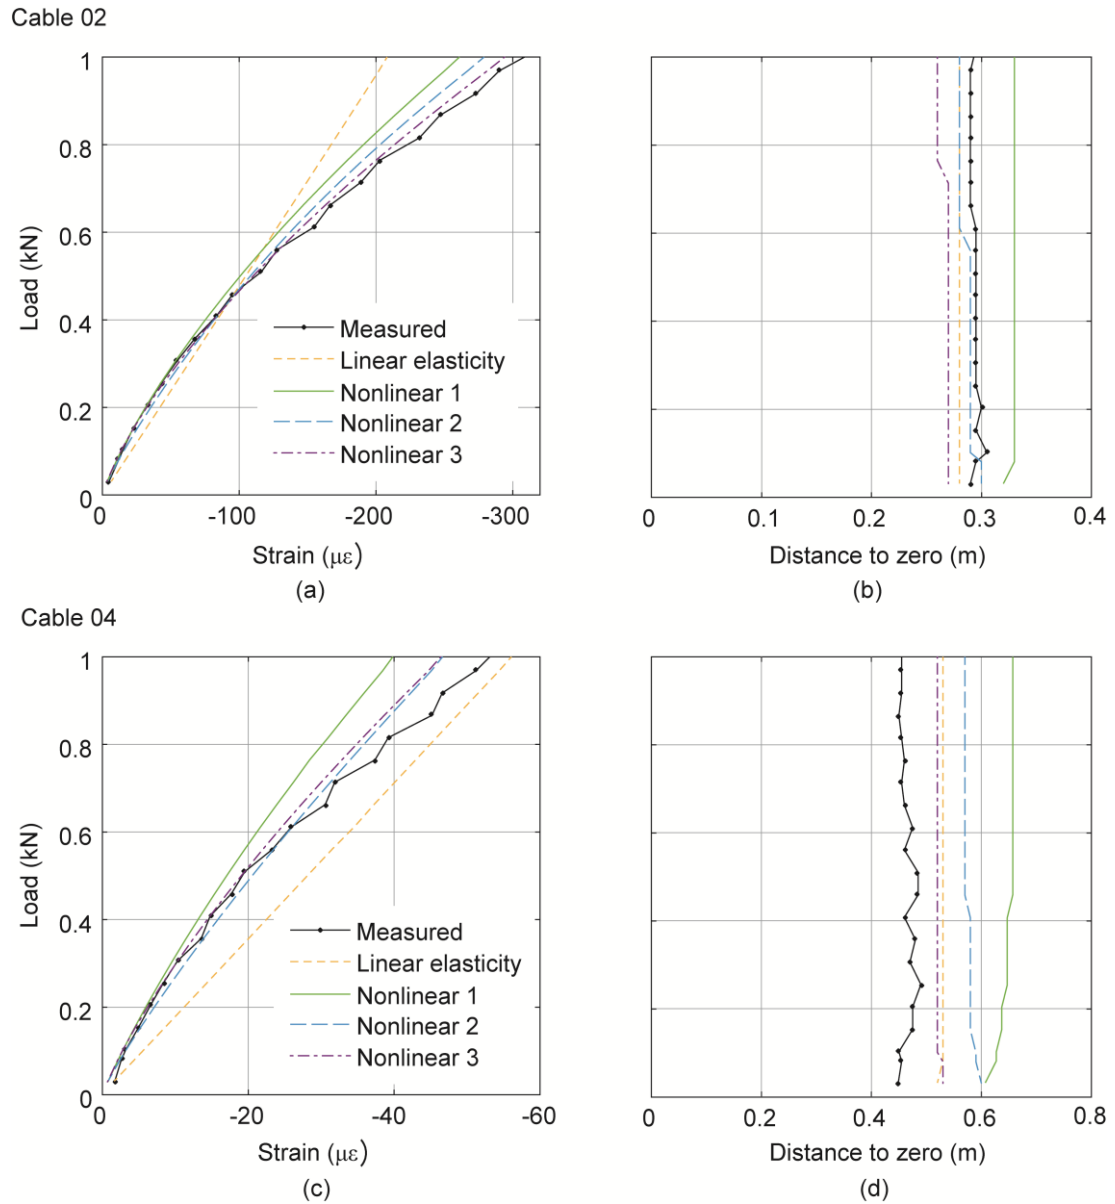 Cable 02
1
0.8
0.6
0.4
0.2
0
Load (kN)
Measured
Linear elasticity
Nonlinear 1
Nonlinear 2
Nonlinear 3
0 -100 -200 -300
Strain (με)
(a)
0 0.1 0.2 0.3 0.4
Distance to zero (m)
(b)
Cable 04
1
0.8
0.6
0.4
0.2
0
Load (kN)
Measured
Linear elasticity
Nonlinear 1
Nonlinear 2
Nonlinear 3
0 -20 -40 -60
Strain (με)
(c)
0 0.2 0.4 0.6 0.8
Distance to zero (m)
(d)